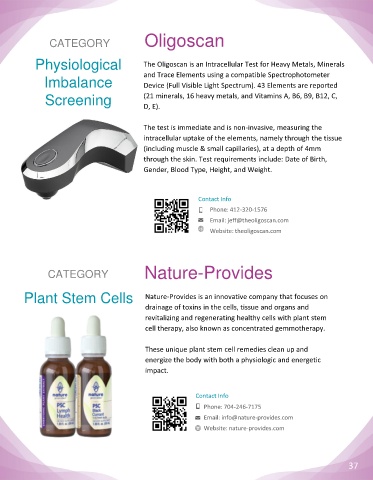 CATEGORY
Oligoscan
Physiological
Imbalance
Screening
The Oligoscan is an Intracellular Test for Heavy Metals, Minerals
and Trace Elements using a compatible Spectrophotometer
Device (Full Visible Light Spectrum). 43 Elements are reported
(21 minerals, 16 heavy metals, and Vitamins A, B6, B9, B12, C,
D, E).
The test is immediate and is non-invasive, measuring the
intracellular uptake of the elements, namely through the tissue
(including muscle & small capillaries), at a depth of 4mm
through the skin. Test requirements include: Date of Birth,
Gender, Blood Type, Height, and Weight.
Contact Info
Phone: 412-320-1576
Email: jeff@theoligoscan.com
Website: theoligoscan.com
CATEGORY
Nature-Provides
Plant Stem Cells
Nature-Provides is an innovative company that focuses on
drainage of toxins in the cells, tissue and organs and
revitalizing and regenerating healthy cells with plant stem
cell therapy, also known as concentrated gemmotherapy.
These unique plant stem cell remedies clean up and
energize the body with both a physiologic and energetic
impact.
nature
PSC
Lymph
Health
nature
PSC
Contact Info
Phone: 704-246-7175
Email: info@nature-provides.com
Website: nature-provides.com
37